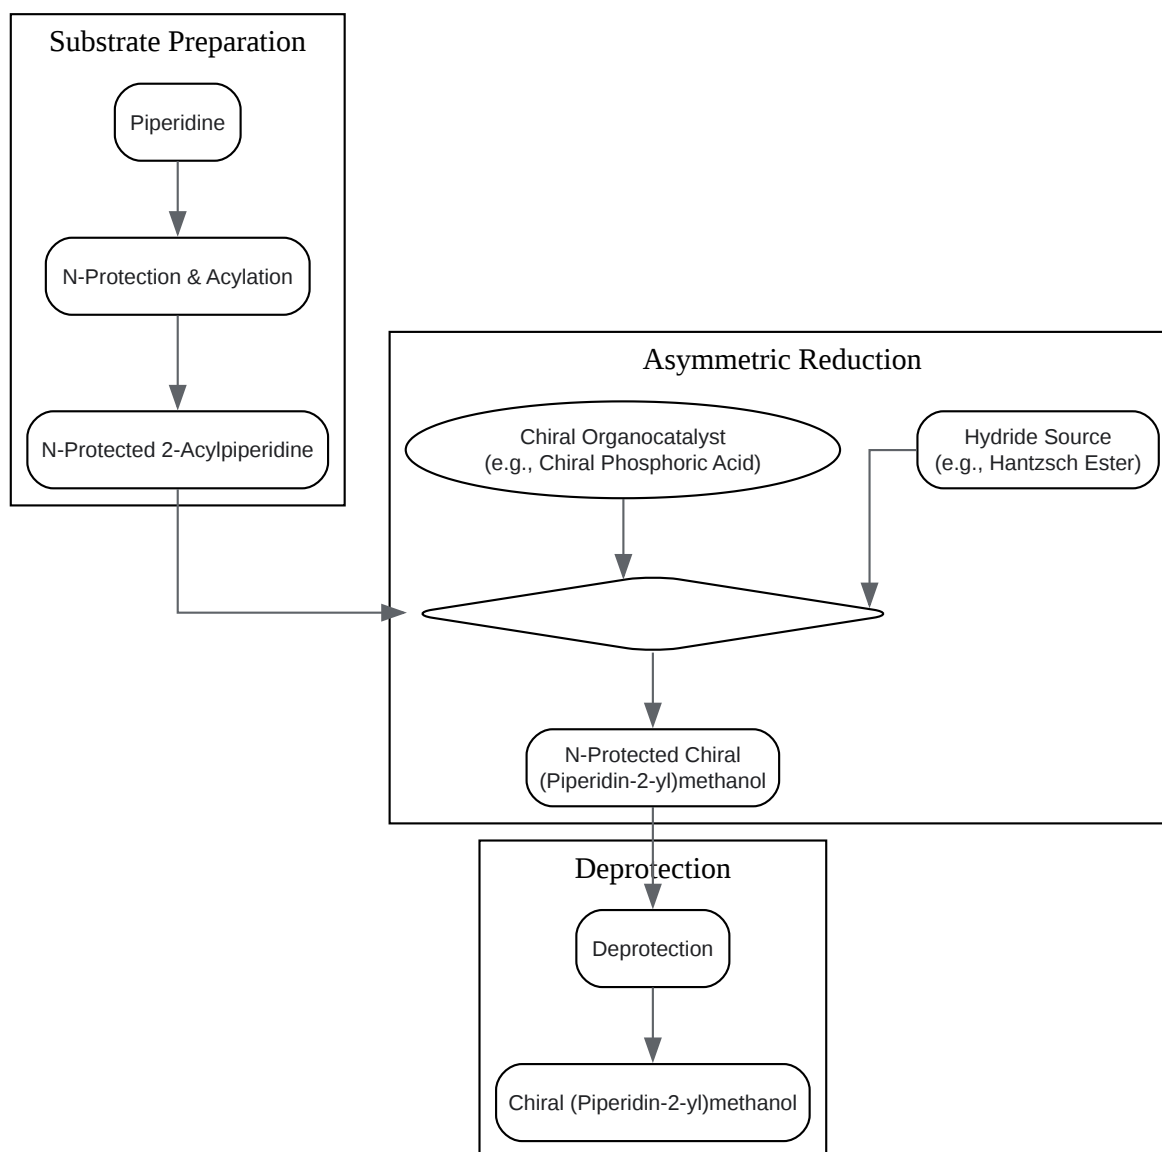 Substrate Preparation
Piperidine
N-Protection & Acylation
N-Protected 2-Acylpiperidine
Asymmetric Reduction
Chiral Organocatalyst
(e.g., Chiral Phosphoric Acid)
Hydride Source
(e.g., Hantzsch Ester)
N-Protected Chiral
(Piperidin-2-yl)methanol
Deprotection
Deprotection
Chiral (Piperidin-2-yl)methanol